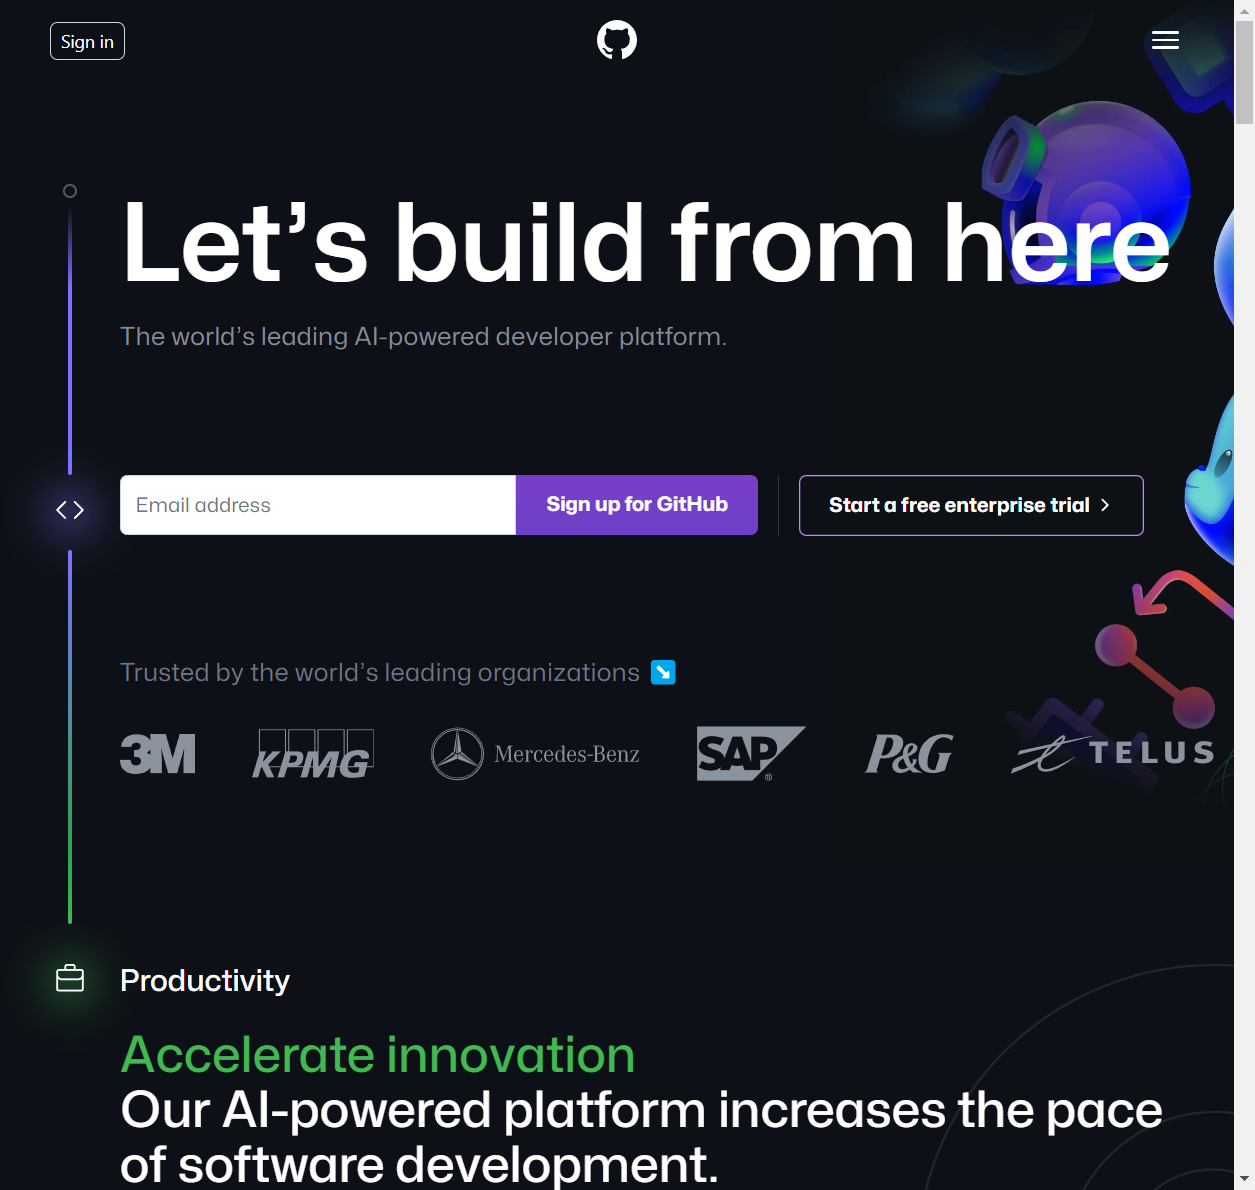 Sign in
Let’s build from here
The world’s leading AI-powered developer platform.
Email address
Sign up for GitHub
Start a free enterprise trial
Trusted by the world’s leading organizations
3M
KPMG
Mercedes-Benz
SAP®
P&G
TELUS
Productivity
Accelerate innovation
Our AI-powered platform increases the pace
of software development.